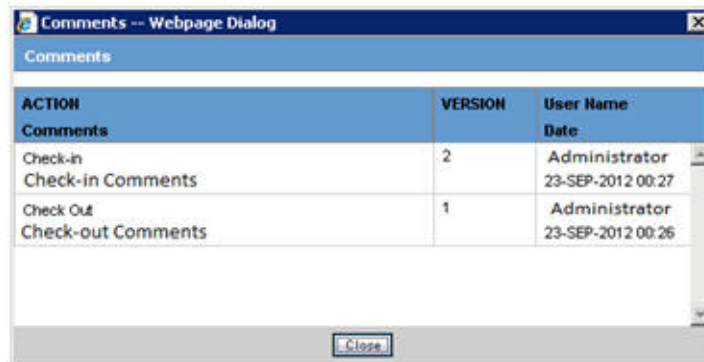 Comments -- Webpage Dialog
Comments
ACTION VERSION User Name
Comments Date
Check-in 2 Administrator
Check-in Comments 23-SEP-2012 00:27
Check Out 1 Administrator
Check-out Comments 23-SEP-2012 00:26
Close